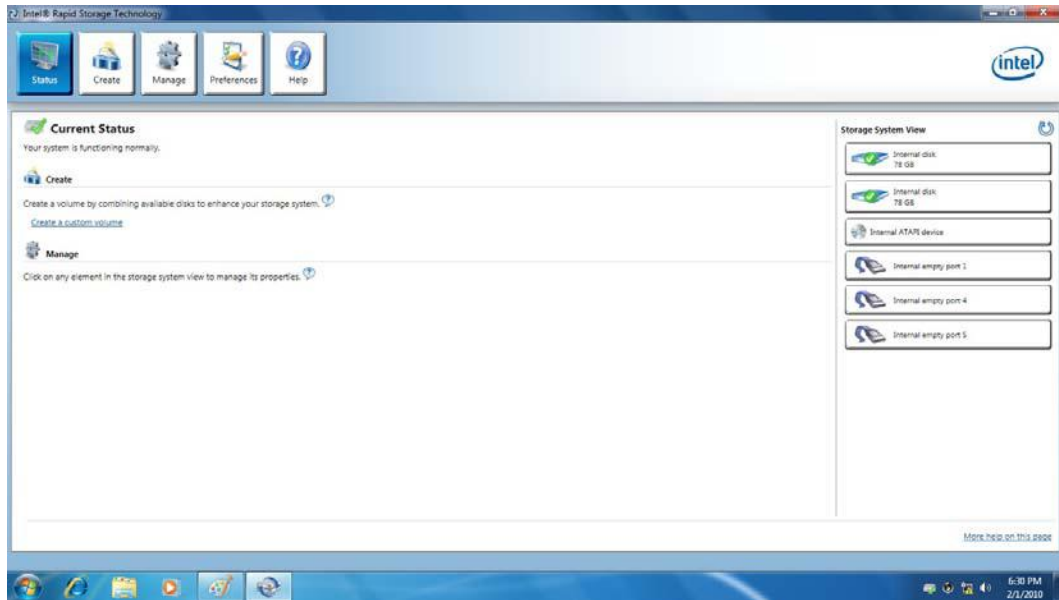 Intel® Rapid Storage Technology
Status
Create
Manage
Preferences
Help
intel
Current Status
Your system is functioning normally.
Create
Create a volume by combining available disks to enhance your storage system.
Create a custom volume
Manage
Click on any element in the storage system view to manage its properties.
Storage System View
Internal disk
78 GB
Internal disk
78 GB
Internal ATAPI device
Internal empty port 1
Internal empty port 4
Internal empty port 5
More help on this page
6:30 PM
2/1/2010